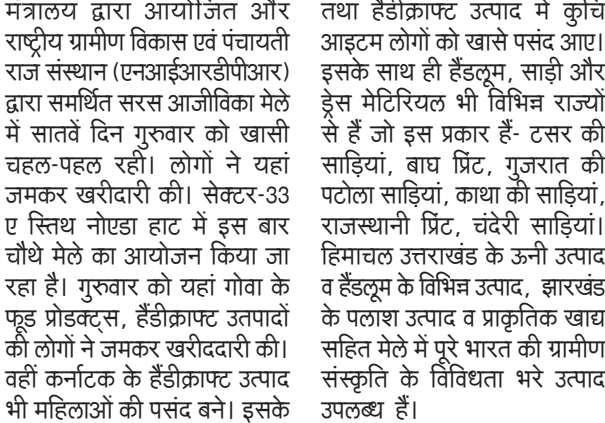 मंत्रालय द्वारा आयोजित और
राष्ट्रीय ग्रामीण विकास एवं पंचायती
राज संस्थान (एनआईआरडीपीआर)
द्वारा समर्थित सरस आजीविका मेले
में सातवें दिन गुरुवार को खासी
चहल-पहल रही। लोगों ने यहां
जमकर खरीदारी की। सेक्टर-33
ए स्तिथ नोएडा हाट में इस बार
चौथे मेले का आयोजन किया जा
रहा है। गुरुवार को यहां गोवा के
फूड प्रोडक्ट्स, हैंडीक्राफ्ट उतपादों
की लोगों ने जमकर खरीददारी की।
वहीं कर्नाटक के हैंडीक्राफ्ट उत्पाद
भी महिलाओं की पसंद बने। इसके
तथा हैंडीक्राफ्ट उत्पाद में कुचि
आइटम लोगों को खासे पसंद आए।
इसके साथ ही हैंडलूम, साड़ी और
ड्रेस मेटिरियल भी विभिन्न राज्यों
से हैं जो इस प्रकार हैं- टसर की
साड़ियां, बाघ प्रिंट, गुजरात की
पटोला साड़ियां, काथा की साड़ियां,
राजस्थानी प्रिंट, चंदेरी साड़ियां।
हिमाचल उत्तराखंड के ऊनी उत्पाद
व हैंडलूम के विभिन्न उत्पाद, झारखंड
के पलाश उत्पाद व प्राकृतिक खाद्य
सहित मेले में पूरे भारत की ग्रामीण
संस्कृति के विविधता भरे उत्पाद
उपलब्ध हैं।